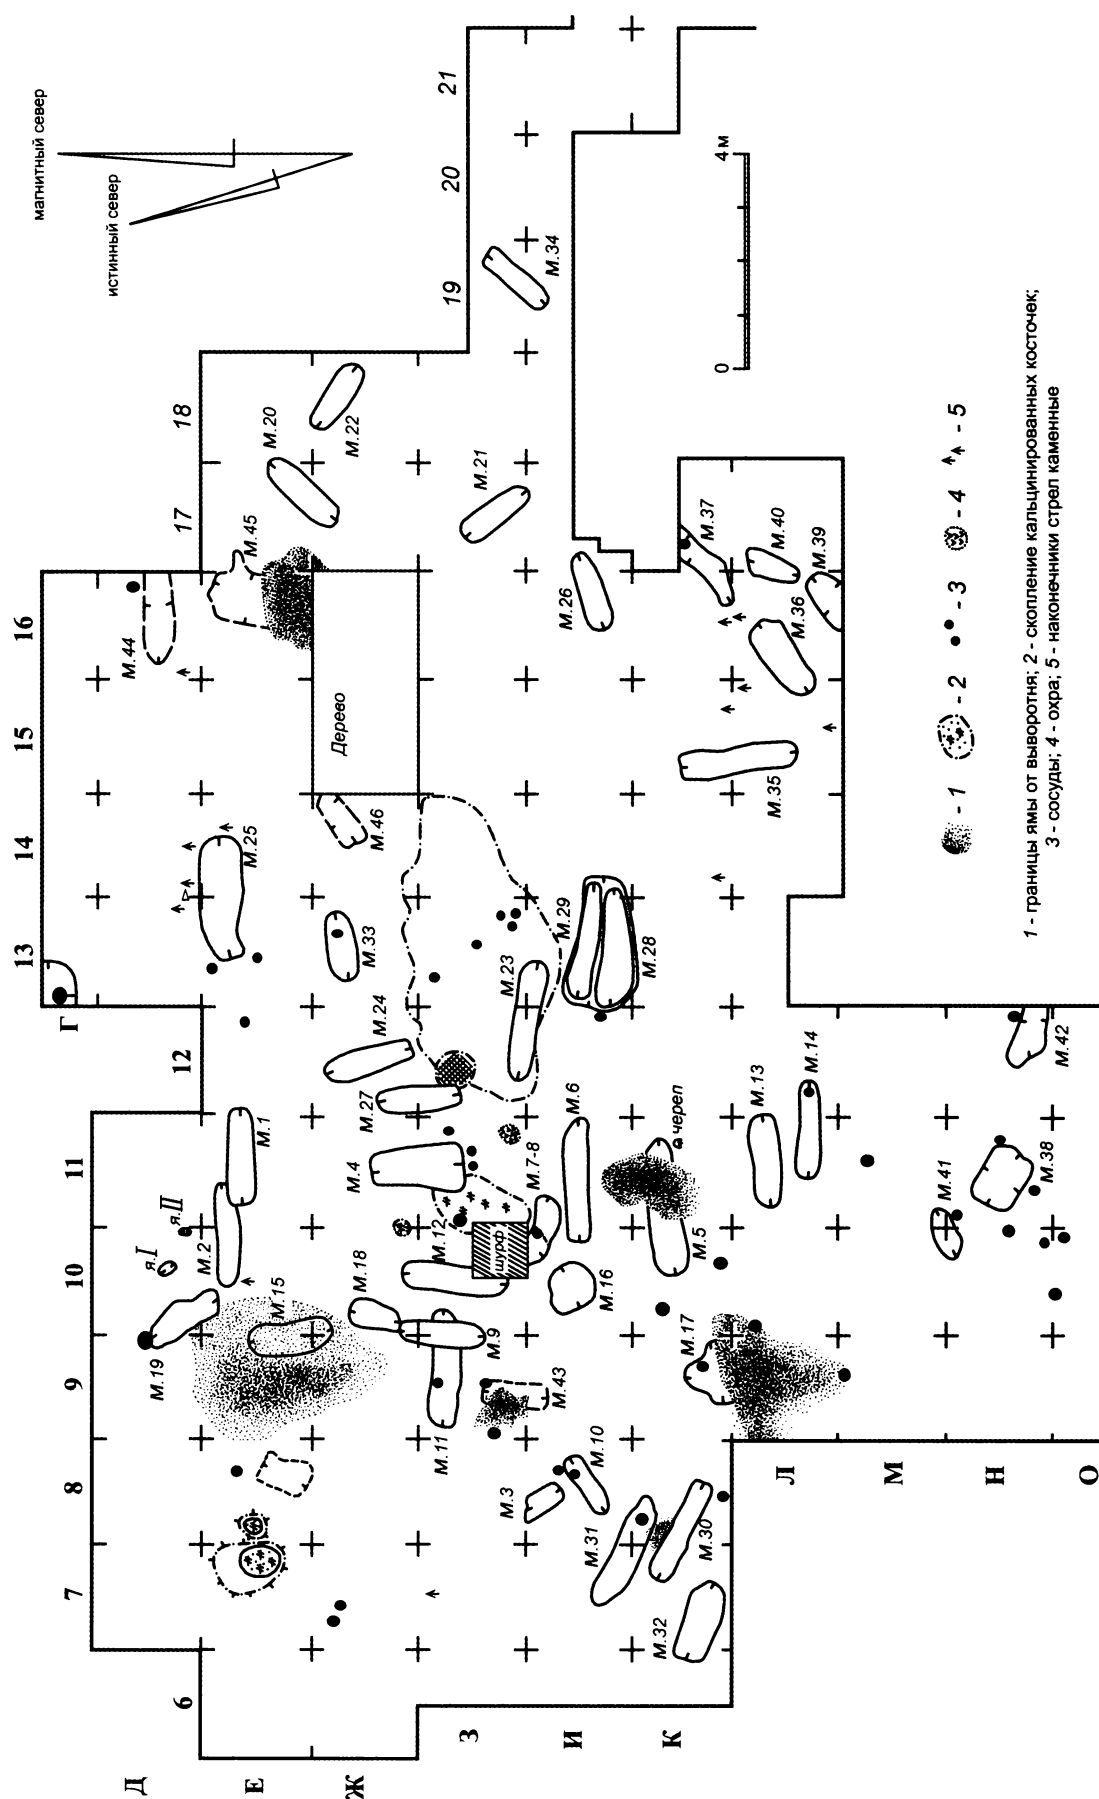 магнитный север
истинный север
6
7
8
9
10
11
12
13
14
15
16
17
18
19
20
21
Г
Д
Е
Ж
З
И
К
Л
М
Н
О
М.44
М.45
М.20
М.22
М.34
М.21
М.25
М.46
Дерево
М.33
М.26
М.37
М.40
М.39
М.36
М.35
М.29
М.28
М.23
М.24
М.27
М.1
М.2
я.I
я.II
М.19
М.15
М.18
М.4
М.12
шурф
М.7-8
М.6
череп
М.5
М.16
М.9
М.11
М.43
М.17
М.13
М.14
М.42
М.38
М.41
М.3
М.10
М.31
М.30
М.32
0
4 м
- 1
- 2
- 3
- 4
- 5
1 - границы ямы от выворотня; 2 - скопление кальцинированных косточек;
3 - сосуды; 4 - охра; 5 - наконечники стрел каменные